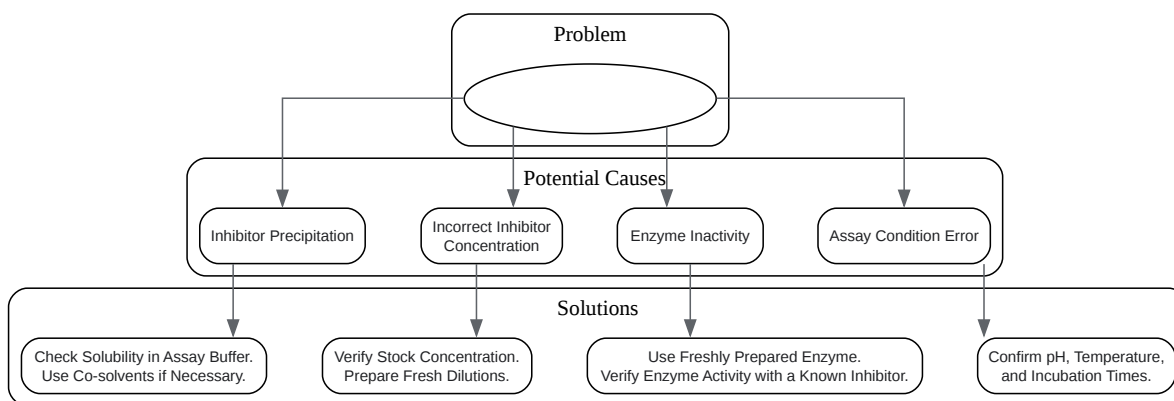 Problem
Potential Causes
Inhibitor Precipitation
Incorrect Inhibitor
Concentration
Enzyme Inactivity
Assay Condition Error
Solutions
Check Solubility in Assay Buffer.
Use Co-solvents if Necessary.
Verify Stock Concentration.
Prepare Fresh Dilutions.
Use Freshly Prepared Enzyme.
Verify Enzyme Activity with a Known Inhibitor.
Confirm pH, Temperature,
and Incubation Times.